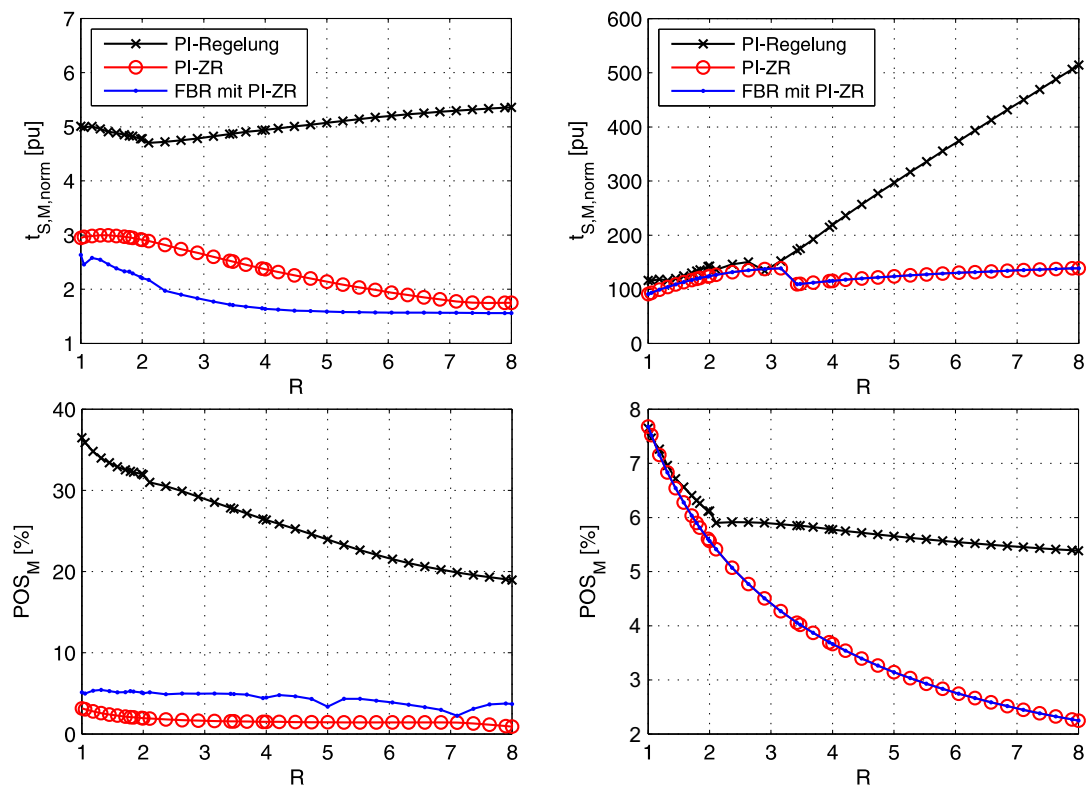 7
6
5
4
3
2
1
t_{S,M,norm} [pu]
PI-Regelung
PI-ZR
FBR mit PI-ZR
1 2 3 4 5 6 7 8
R
600
500
400
300
200
100
0
t_{S,M,norm} [pu]
PI-Regelung
PI-ZR
FBR mit PI-ZR
1 2 3 4 5 6 7 8
R
40
30
20
10
0
POS_M [%]
1 2 3 4 5 6 7 8
R
8
7
6
5
4
3
2
POS_M [%]
1 2 3 4 5 6 7 8
R